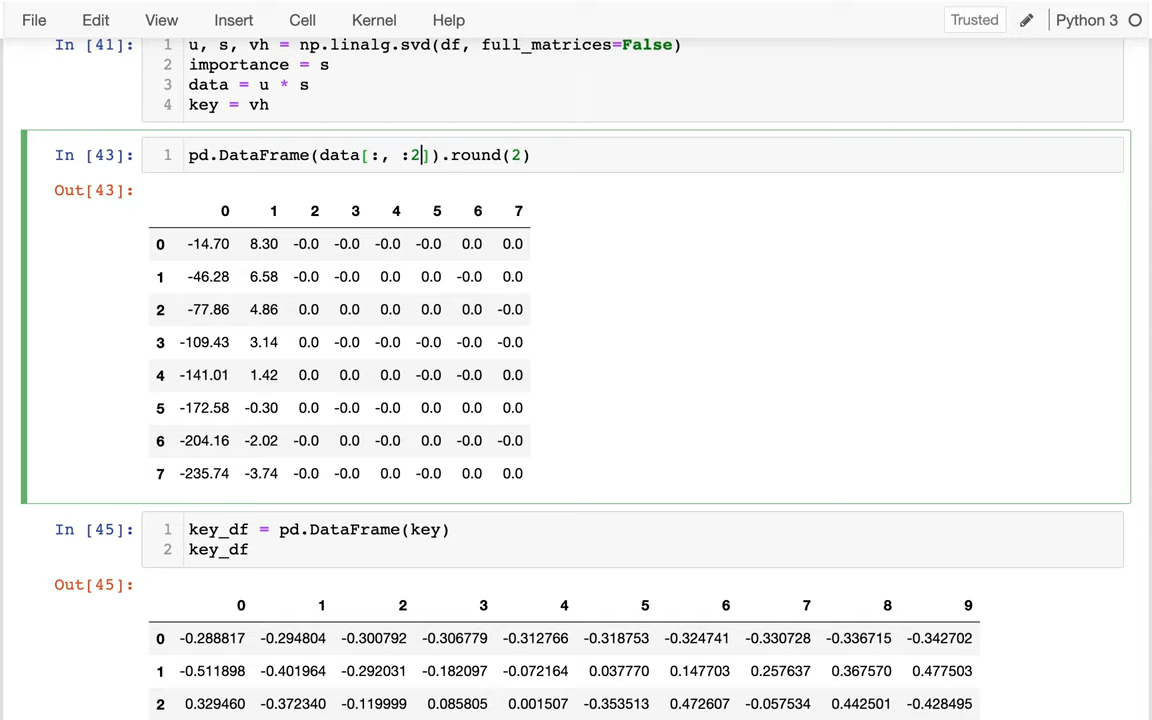 File Edit View Insert Cell Kernel Help Trusted Python 3
In [41]: 1 u, s, vh = np.linalg.svd(df, full_matrices=False)
2 importance = s
3 data = u * s
4 key = vh
In [43]: 1 pd.DataFrame(data[:, :2]).round(2)
Out[43]:
0 1 2 3 4 5 6 7
0 -14.70 8.30 -0.0 -0.0 -0.0 -0.0 0.0 0.0
1 -46.28 6.58 -0.0 -0.0 0.0 0.0 -0.0 0.0
2 -77.86 4.86 0.0 0.0 0.0 0.0 0.0 -0.0
3 -109.43 3.14 0.0 -0.0 -0.0 -0.0 -0.0 -0.0
4 -141.01 1.42 0.0 0.0 0.0 -0.0 -0.0 0.0
5 -172.58 -0.30 0.0 -0.0 -0.0 0.0 0.0 0.0
6 -204.16 -2.02 -0.0 0.0 -0.0 0.0 -0.0 -0.0
7 -235.74 -3.74 -0.0 -0.0 0.0 -0.0 0.0 0.0
In [45]: 1 key_df = pd.DataFrame(key)
2 key_df
Out[45]:
0 1 2 3 4 5 6 7 8 9
0 -0.288817 -0.294804 -0.300792 -0.306779 -0.312766 -0.318753 -0.324741 -0.330728 -0.336715 -0.342702
1 -0.511898 -0.401964 -0.292031 -0.182097 -0.072164 0.037770 0.147703 0.257637 0.367570 0.477503
2 0.329460 -0.372340 -0.119999 0.085805 0.001507 -0.353513 0.472607 -0.057534 0.442501 -0.428495